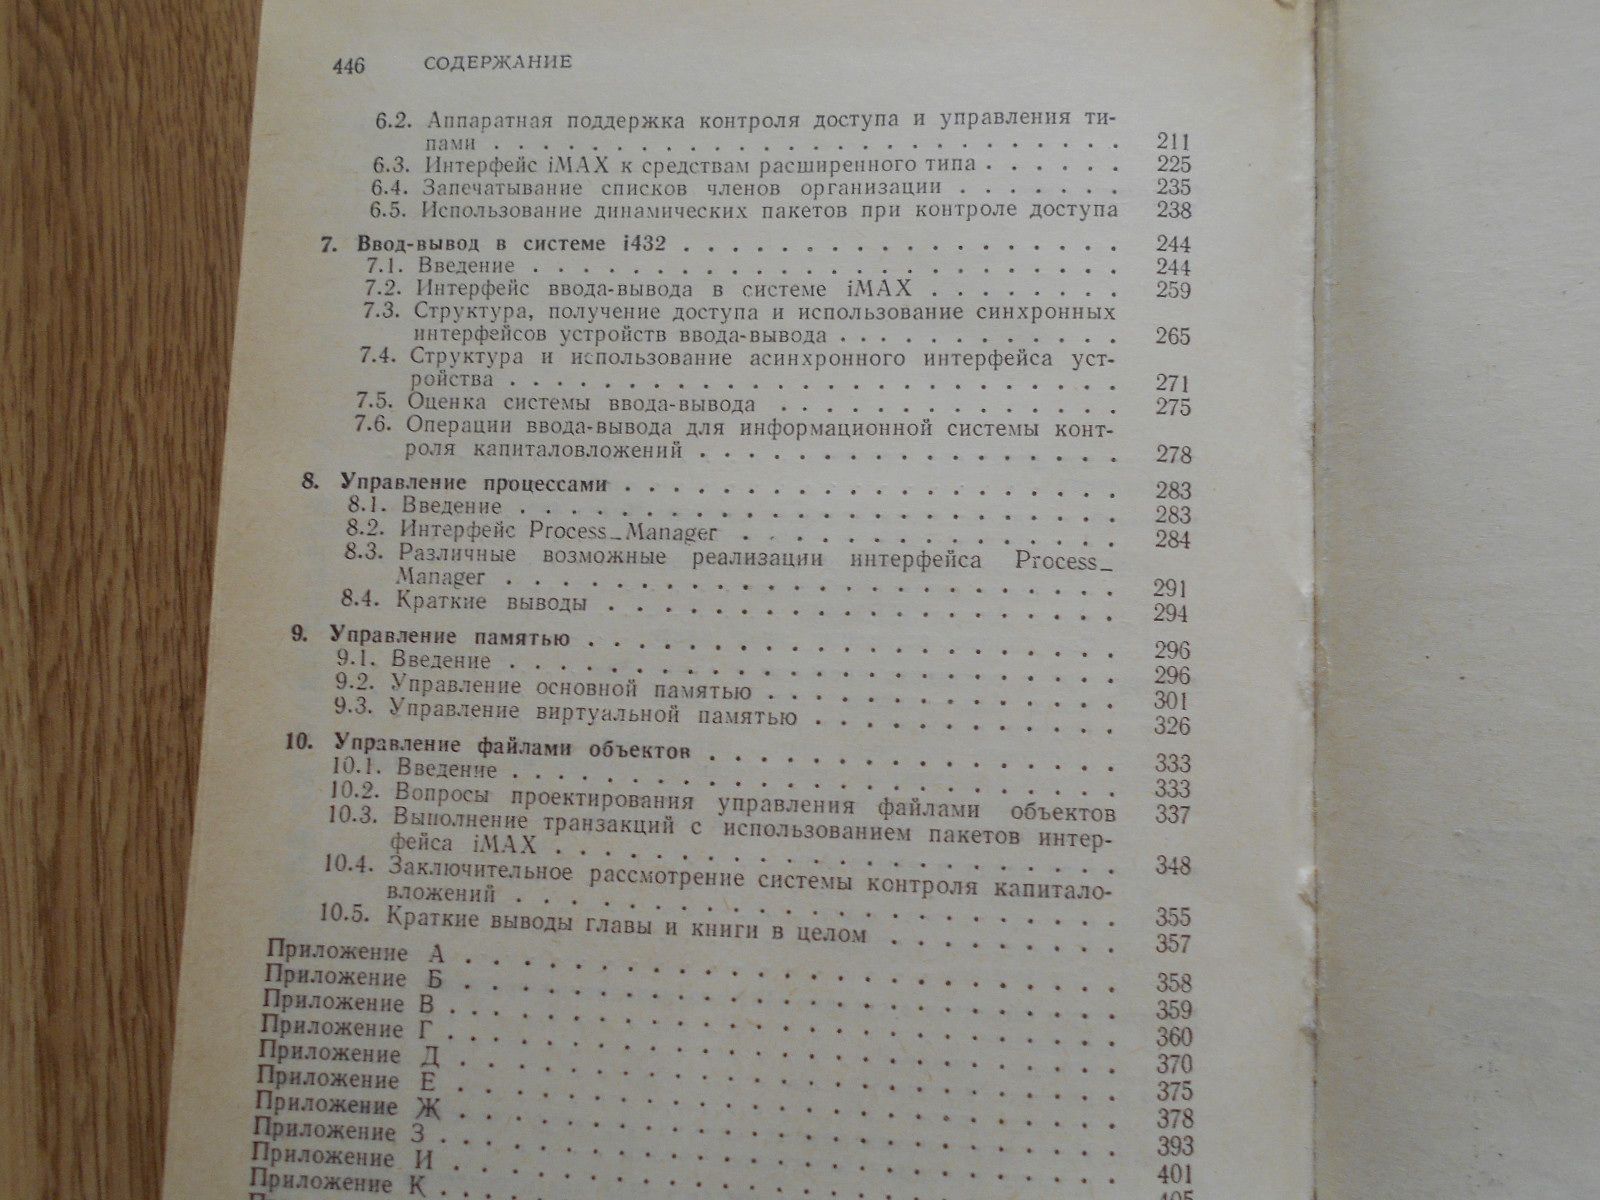 446 СОДЕРЖАНИЕ
6.2. Аппаратная поддержка контроля доступа и управления ти-
пами . . . . . . . . . . . . . . . . . . . . . . . . . . 211
6.3. Интерфейс iMAX к средствам расширенного типа . . . . . . 225
6.4. Запечатывание списков членов организации . . . . . . . 235
6.5. Использование динамических пакетов при контроле доступа 238
7. Ввод-вывод в системе i432 . . . . . . . . . . . . . . . . . . 244
7.1. Введение . . . . . . . . . . . . . . . . . . . . . . . . 244
7.2. Интерфейс ввода-вывода в системе iMAX . . . . . . . . 259
7.3. Структура, получение доступа и использование синхронных
интерфейсов устройств ввода-вывода . . . . . . . . . . . . 265
7.4. Структура и использование асинхронного интерфейса уст-
ройства . . . . . . . . . . . . . . . . . . . . . . . . . 271
7.5. Оценка системы ввода-вывода . . . . . . . . . . . . . . 275
7.6. Операции ввода-вывода для информационной системы конт-
роля капиталовложений . . . . . . . . . . . . . . . . . 278
8. Управление процессами . . . . . . . . . . . . . . . . . . . . 283
8.1. Введение . . . . . . . . . . . . . . . . . . . . . . . . 283
8.2. Интерфейс Process_Manager . . . . . . . . . . . . . . . 284
8.3. Различные возможные реализации интерфейса Process_
Manager . . . . . . . . . . . . . . . . . . . . . . . . . 291
8.4. Краткие выводы . . . . . . . . . . . . . . . . . . . . . 294
9. Управление памятью . . . . . . . . . . . . . . . . . . . . . 296
9.1. Введение . . . . . . . . . . . . . . . . . . . . . . . . 296
9.2. Управление основной памятью . . . . . . . . . . . . . . 301
9.3. Управление виртуальной памятью . . . . . . . . . . . . 326
10. Управление файлами объектов . . . . . . . . . . . . . . . . 333
10.1. Введение . . . . . . . . . . . . . . . . . . . . . . . . 333
10.2. Вопросы проектирования управления файлами объектов 337
10.3. Выполнение транзакций с использованием пакетов интер-
фейса iMAX . . . . . . . . . . . . . . . . . . . . . . . 348
10.4. Заключительное рассмотрение системы контроля капитало-
вложений . . . . . . . . . . . . . . . . . . . . . . . . 355
10.5. Краткие выводы главы и книги в целом . . . . . . . . . 357
Приложение А . . . . . . . . . . . . . . . . . . . . . . . . . . 358
Приложение Б . . . . . . . . . . . . . . . . . . . . . . . . . . 359
Приложение В . . . . . . . . . . . . . . . . . . . . . . . . . . 360
Приложение Г . . . . . . . . . . . . . . . . . . . . . . . . . . 370
Приложение Д . . . . . . . . . . . . . . . . . . . . . . . . . . 375
Приложение Е . . . . . . . . . . . . . . . . . . . . . . . . . . 378
Приложение Ж . . . . . . . . . . . . . . . . . . . . . . . . . . 393
Приложение З . . . . . . . . . . . . . . . . . . . . . . . . . . 401
Приложение И . . . . . . . . . . . . . . . . . . . . . . . . . .
Приложение К . . . . . . . . . . . . . . . . . . . . . . . . . .